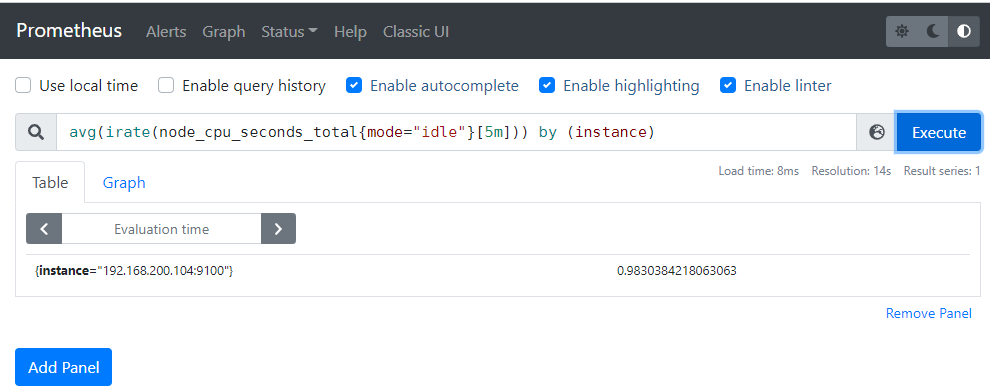 Prometheus Alerts Graph Status Help Classic UI
Use local time Enable query history Enable autocomplete Enable highlighting Enable linter
avg(irate(node_cpu_seconds_total{mode="idle"}[5m])) by (instance) Execute
Load time: 8ms Resolution: 14s Result series: 1
Table Graph
Evaluation time
{instance="192.168.200.104:9100"} 0.9830384218063063
Remove Panel
Add Panel